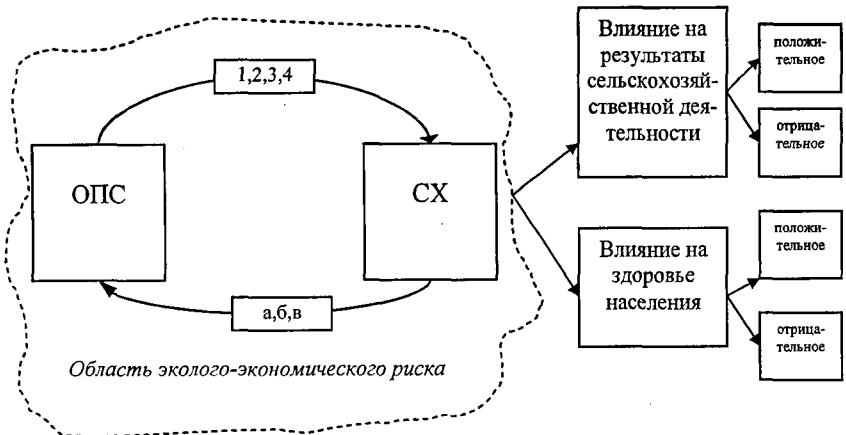 1,2,3,4
ОПС
СХ
а,б,в
Область эколого-экономического риска
Влияние на
результаты
сельскохозяй-
ственной дея-
тельности
положи-
тельное
отрица-
тельное
Влияние на
здоровье
населения
положи-
тельное
отрица-
тельное